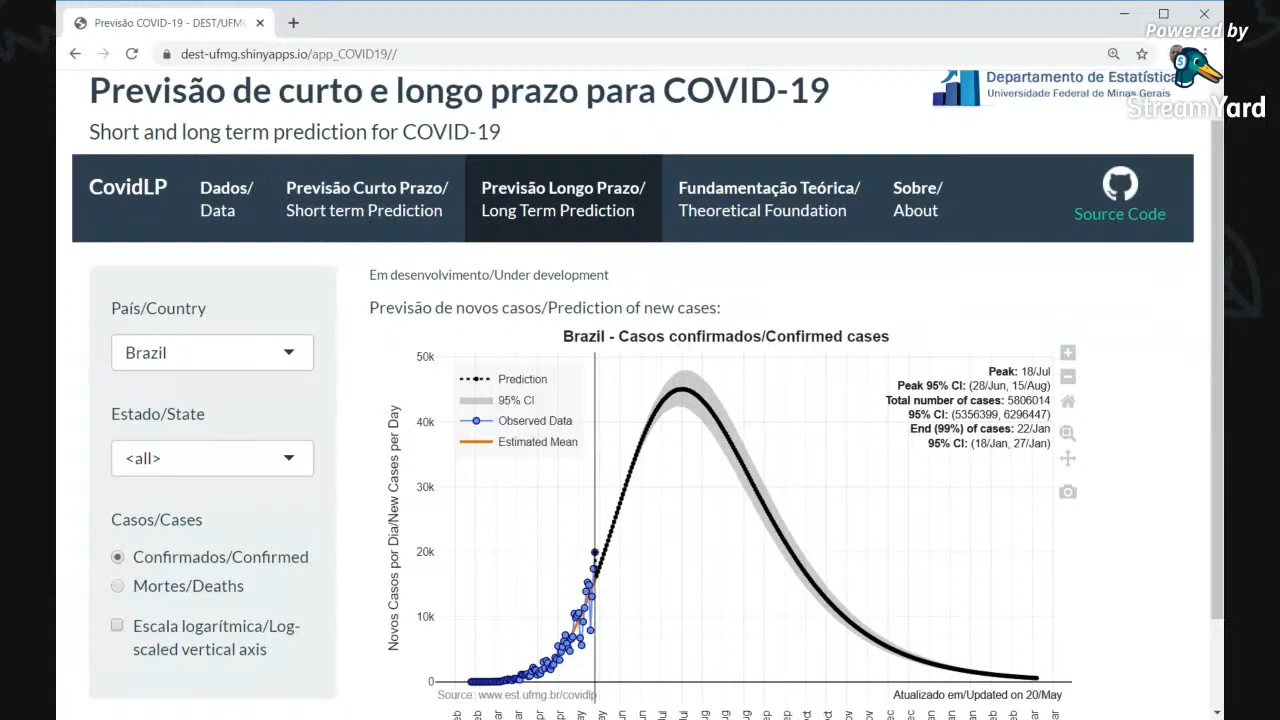 Previsão COVID-19 - DEST/UFMG
dest-ufmg.shinyapps.io/app_COVID19//
Powered by
StreamYard
Previsão de curto e longo prazo para COVID-19
Short and long term prediction for COVID-19
Departamento de Estatística
Universidade Federal de Minas Gerais
CovidLP
Dados/
Data
Previsão Curto Prazo/
Short term Prediction
Previsão Longo Prazo/
Long Term Prediction
Fundamentação Teórica/
Theoretical Foundation
Sobre/
About
Source Code
País/Country
Brazil
Estado/State
<all>
Casos/Cases
Confirmados/Confirmed
Mortes/Deaths
Escala logarítmica/Log-
scaled vertical axis
Em desenvolvimento/Under development
Previsão de novos casos/Prediction of new cases:
Brazil - Casos confirmados/Confirmed cases
Novos Casos por Dia/New Cases per Day
50k
40k
30k
20k
10k
0
Prediction
95% CI
Observed Data
Estimated Mean
Peak: 18/Jul
Peak 95% CI: (28/Jun, 15/Aug)
Total number of cases: 5806014
95% CI: (5356399, 6296447)
End (99%) of cases: 22/Jan
95% CI: (18/Jan, 27/Jan)
Source: www.est.ufmg.br/covidlp
Atualizado em/Updated on 20/May